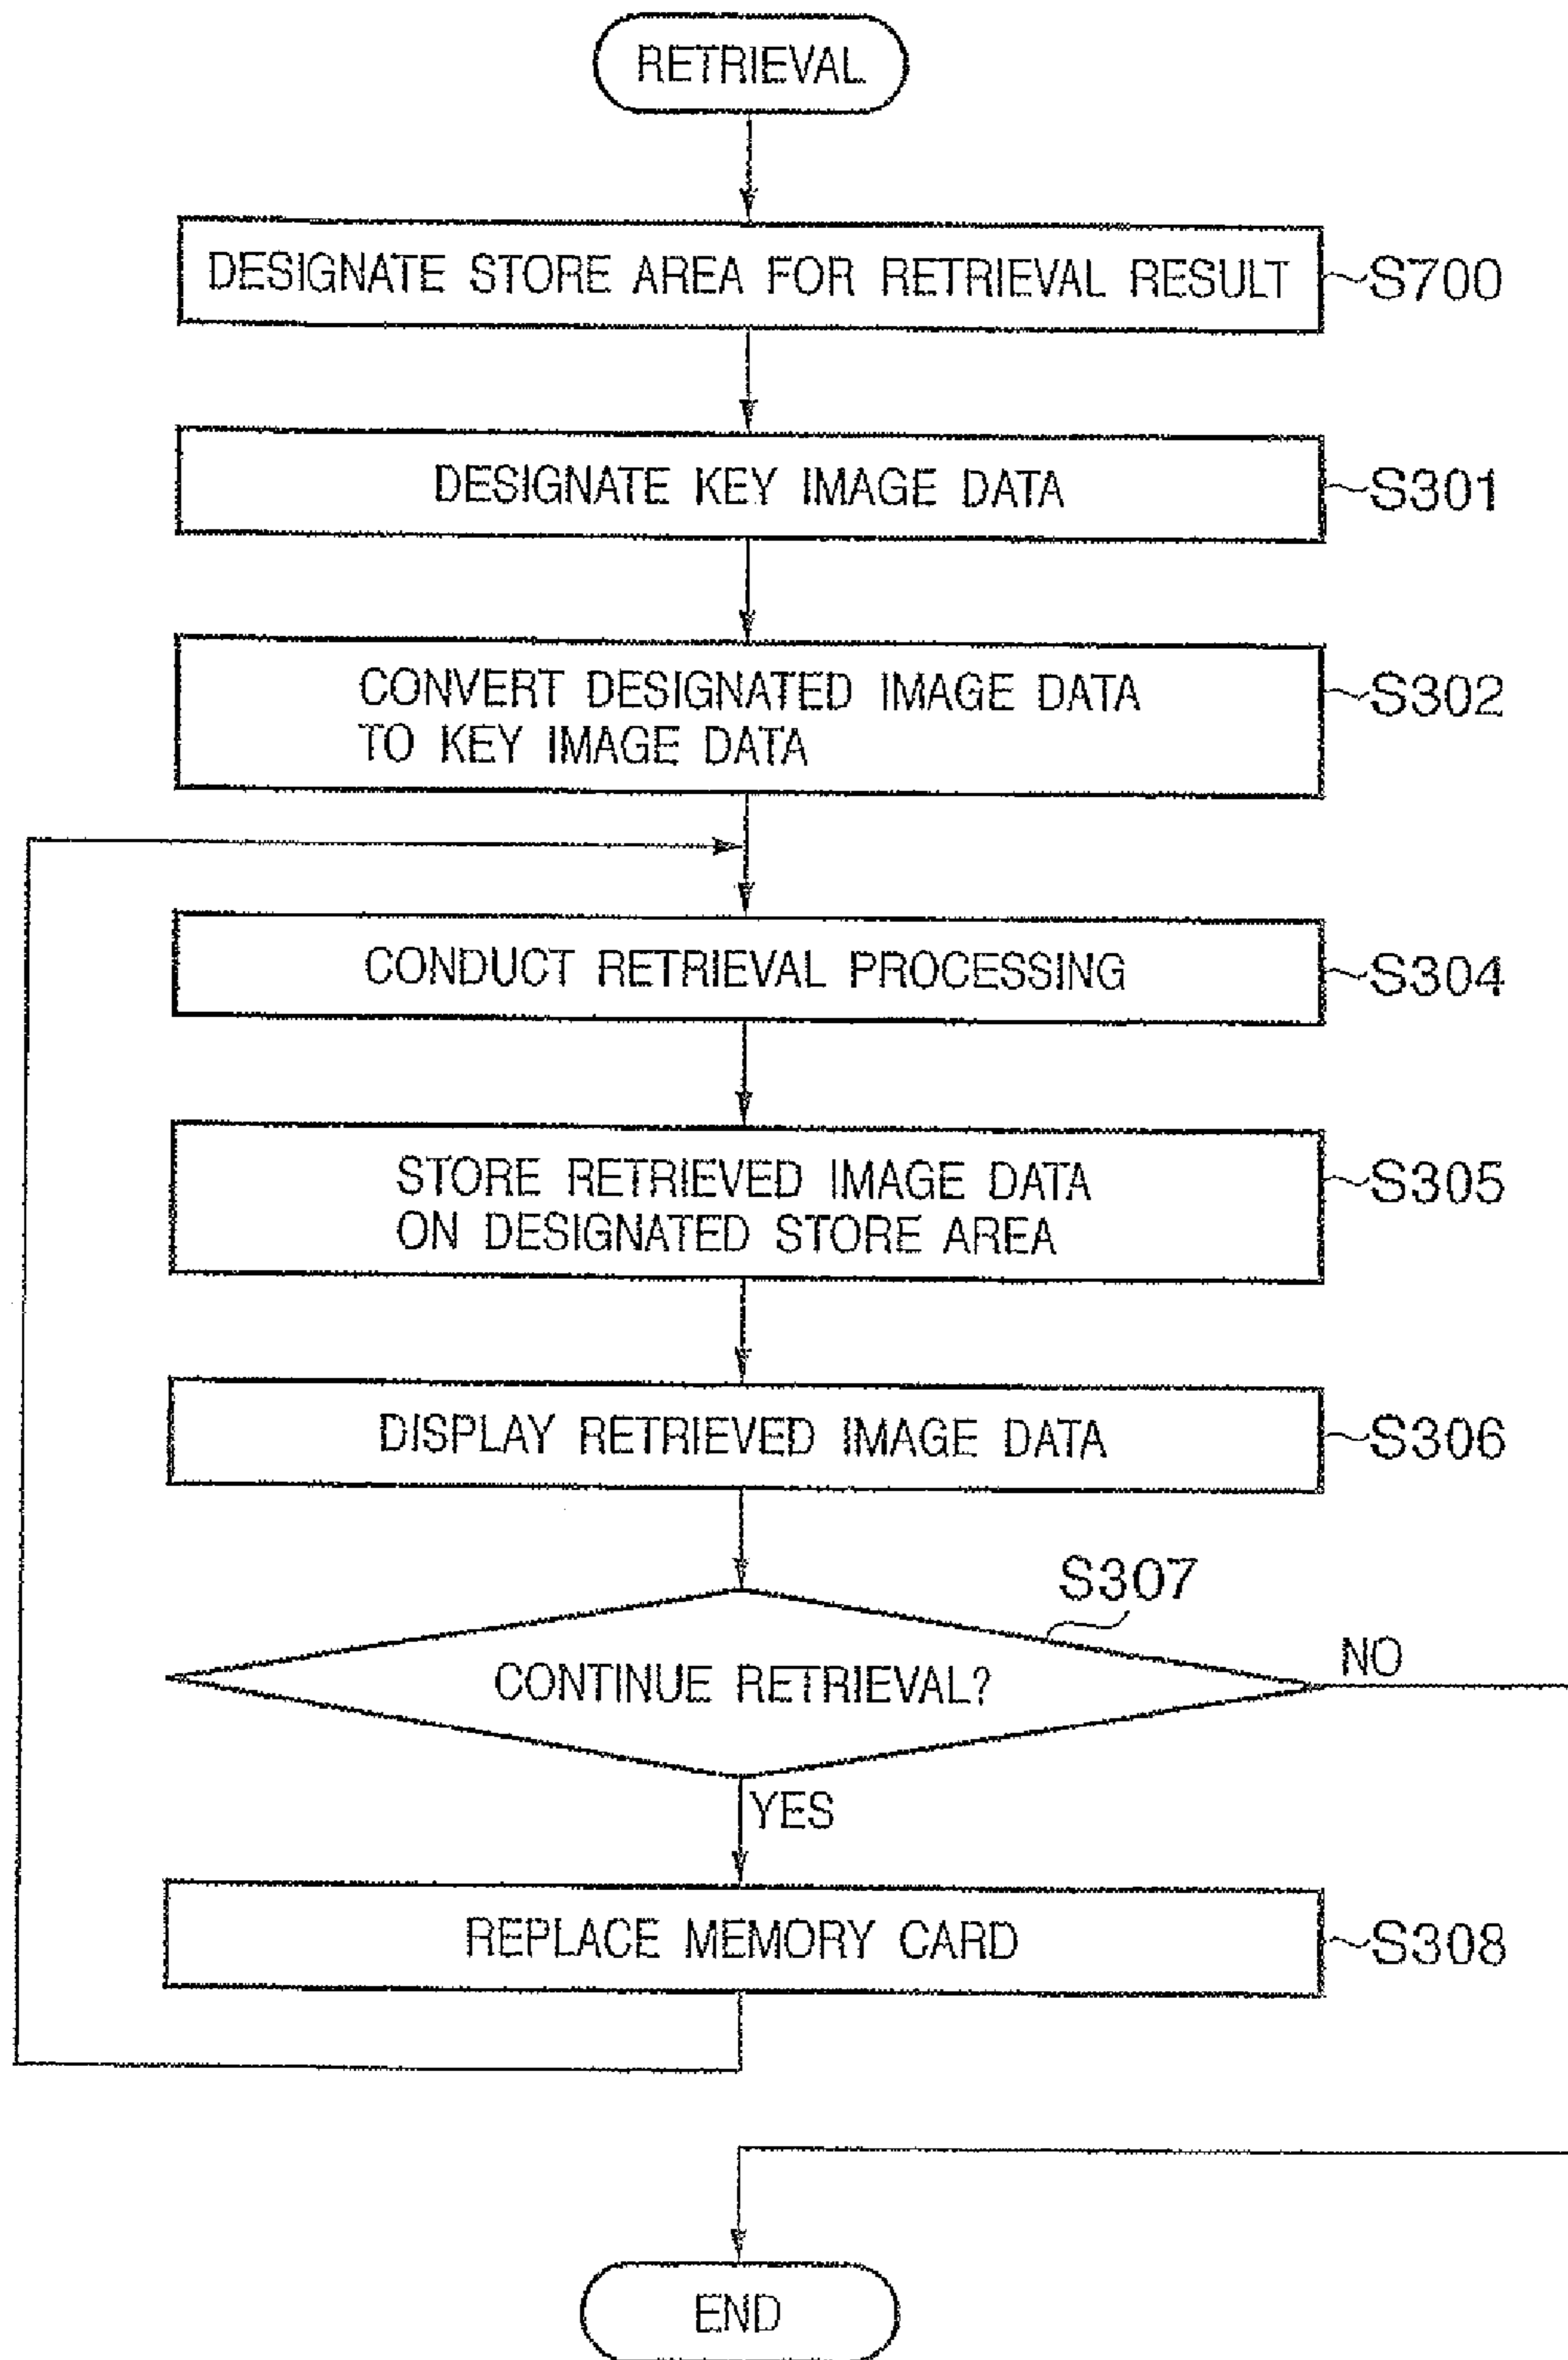 RETRIEVAL
DESIGNATE STORE AREA FOR RETRIEVAL RESULT
S700
DESIGNATE KEY IMAGE DATA
S301
CONVERT DESIGNATED IMAGE DATA
TO KEY IMAGE DATA
S302
CONDUCT RETRIEVAL PROCESSING
S304
STORE RETRIEVED IMAGE DATA
ON DESIGNATED STORE AREA
S305
DISPLAY RETRIEVED IMAGE DATA
S306
S307
CONTINUE RETRIEVAL?
NO
YES
REPLACE MEMORY CARD
S308
END